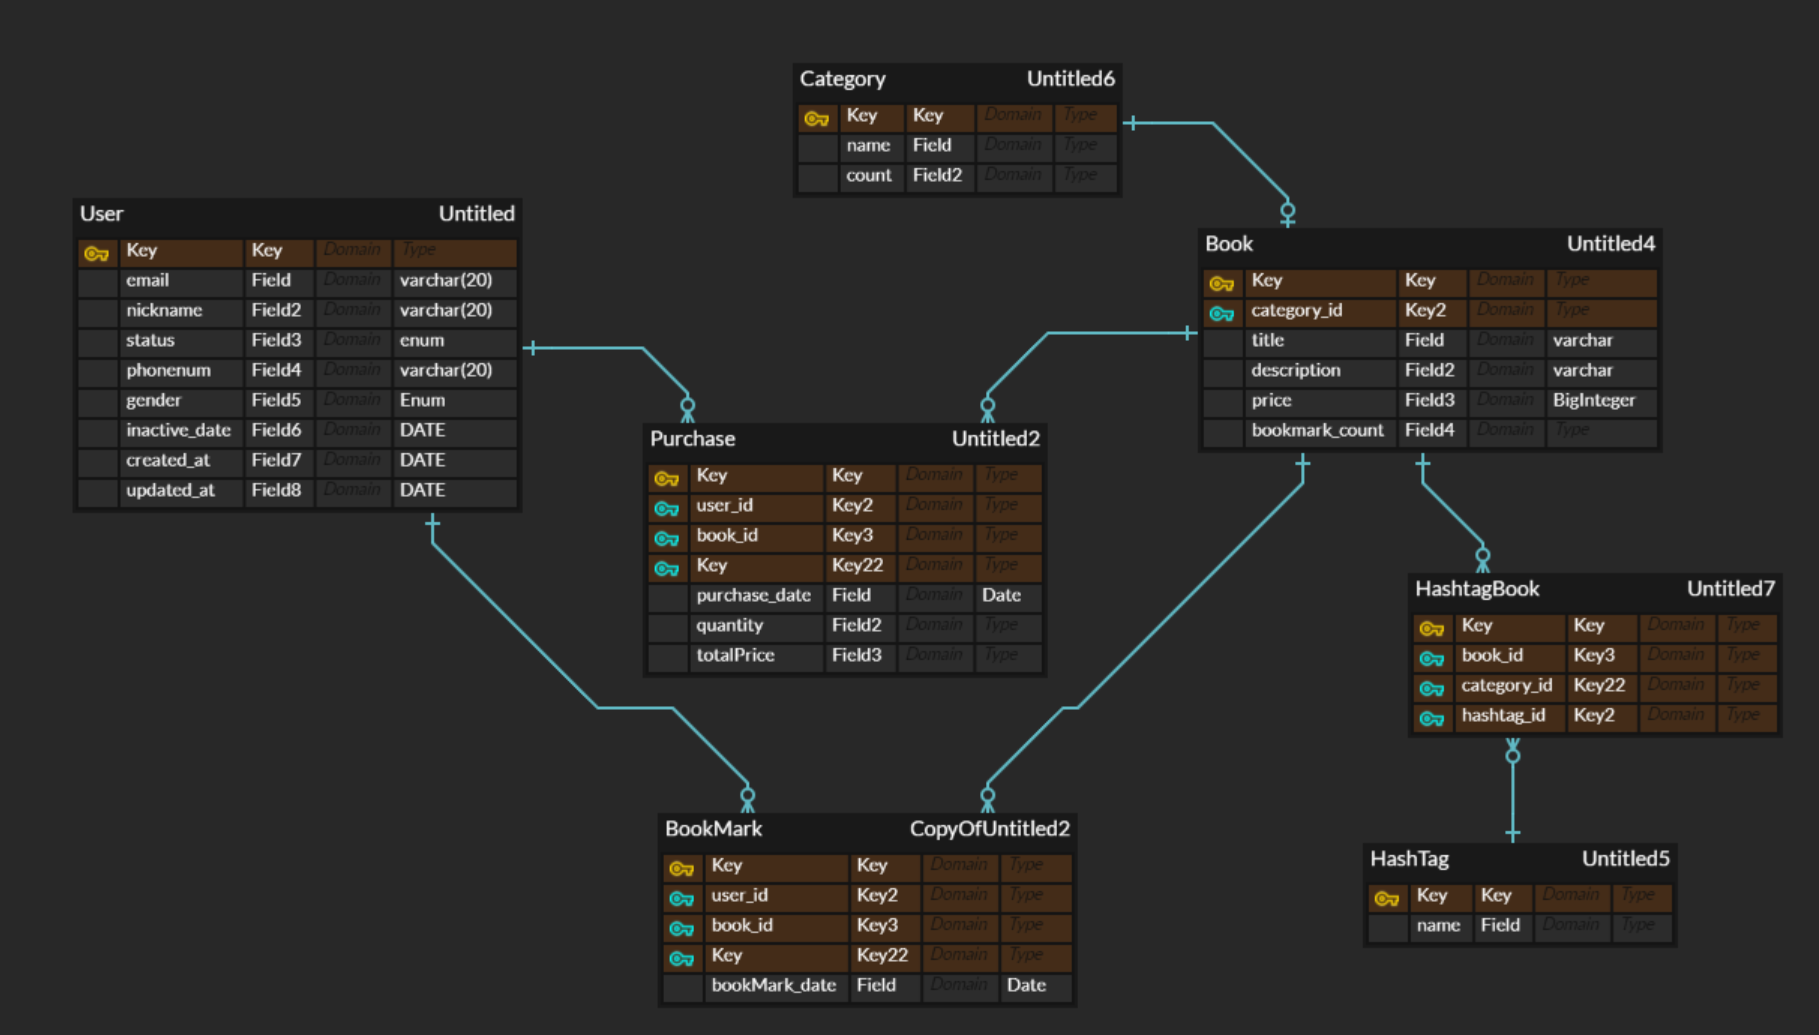 Category Untitled6
Key Key Domain Type
name Field Domain Type
count Field2 Domain Type
User Untitled
Key Key Domain Type
email Field Domain varchar(20)
nickname Field2 Domain varchar(20)
status Field3 Domain enum
phonenum Field4 Domain varchar(20)
gender Field5 Domain Enum
inactive_date Field6 Domain DATE
created_at Field7 Domain DATE
updated_at Field8 Domain DATE
Book Untitled4
Key Key Domain Type
category_id Key2 Domain Type
title Field Domain varchar
description Field2 Domain varchar
price Field3 Domain BigInteger
bookmark_count Field4 Domain Type
Purchase Untitled2
Key Key Domain Type
user_id Key2 Domain Type
book_id Key3 Domain Type
Key Key22 Domain Type
purchase_date Field Domain Date
quantity Field2 Domain Type
totalPrice Field3 Domain Type
HashtagBook Untitled7
Key Key Domain Type
book_id Key3 Domain Type
category_id Key22 Domain Type
hashtag_id Key2 Domain Type
BookMark CopyOfUntitled2
Key Key Domain Type
user_id Key2 Domain Type
book_id Key3 Domain Type
Key Key22 Domain Type
bookMark_date Field Domain Date
HashTag Untitled5
Key Key Domain Type
name Field Domain Type